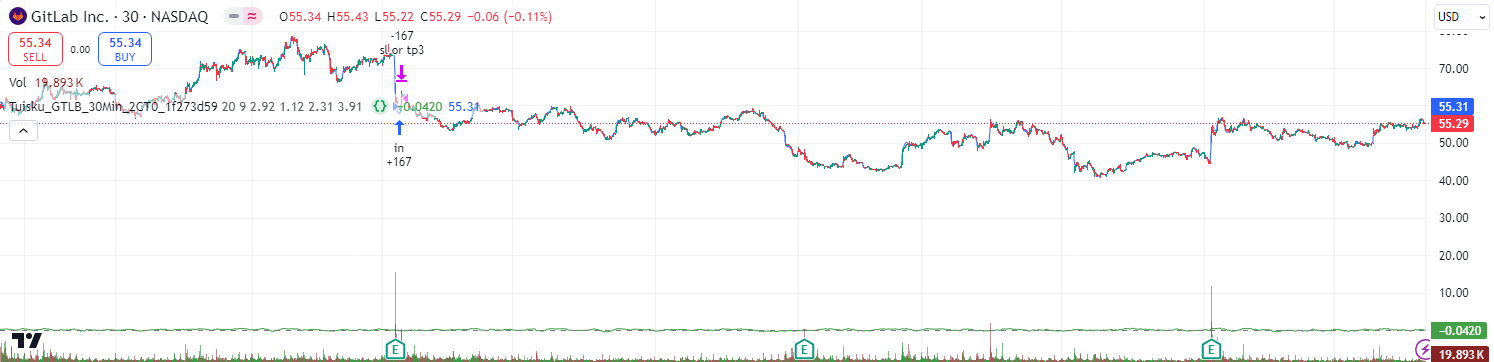 GitLab Inc. · 30 · NASDAQ O55.34 H55.43 L55.22 C55.29 −0.06 (−0.11%)
USD
55.34 SELL
0.00
55.34 BUY
-167
sl or tp3
Vol 19.893 K
Tuisku_GTLB_30Min_2CT0_1f273d59 20 9 2.92 1.12 2.31 3.91 {} −0.0420 55.31
in
+167
70.00
55.31
55.29
50.00
40.00
30.00
20.00
10.00
−0.0420
19.893 K
E
E
E